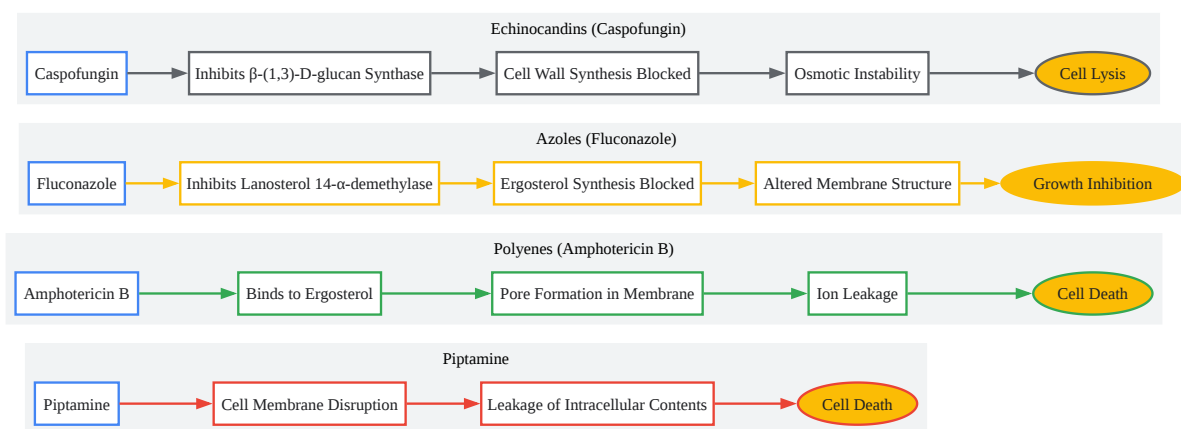 Echinocandins (Caspofungin)
Caspofungin
Inhibits β-(1,3)-D-glucan Synthase
Cell Wall Synthesis Blocked
Osmotic Instability
Cell Lysis
Azoles (Fluconazole)
Fluconazole
Inhibits Lanosterol 14-α-demethylase
Ergosterol Synthesis Blocked
Altered Membrane Structure
Growth Inhibition
Polyenes (Amphotericin B)
Amphotericin B
Binds to Ergosterol
Pore Formation in Membrane
Ion Leakage
Cell Death
Piptamine
Piptamine
Cell Membrane Disruption
Leakage of Intracellular Contents
Cell Death